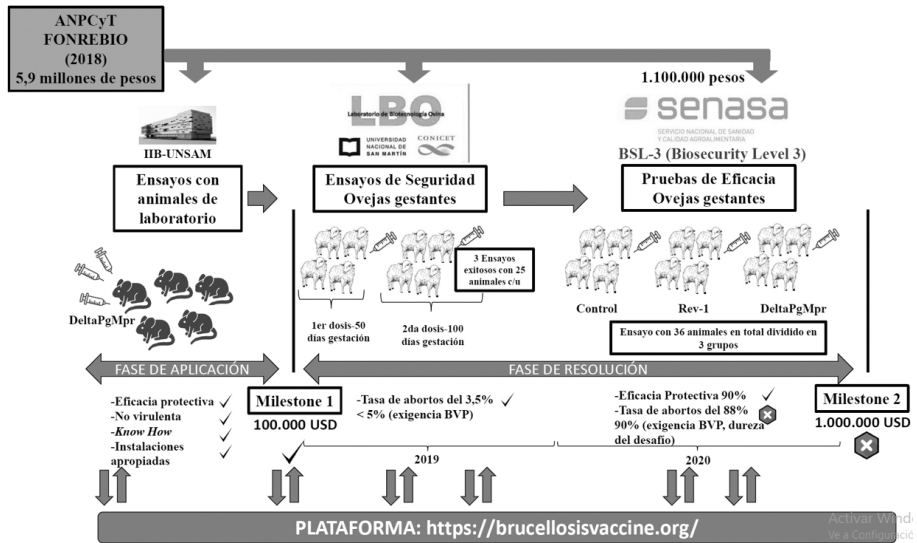 ANPCyT
FONREBIO
(2018)
5,9 millones de pesos
1.100.000 pesos
IIB-UNSAM
LBO
Laboratorio de Biotecnología Ovina
UNIVERSIDAD
NACIONAL DE
SAN MARTÍN
CONICET
senasa
SERVICIO NACIONAL DE SANIDAD
Y CALIDAD AGROALIMENTARIA
BSL-3 (Biosecurity Level 3)
Ensayos con
animales de
laboratorio
Ensayos de Seguridad
Ovejas gestantes
Pruebas de Eficacia
Ovejas gestantes
DeltaPgMpr
3 Ensayos
exitosos con 25
animales c/u
1er dosis-50
días gestación
2da dosis-100
días gestación
Control
Rev-1
DeltaPgMpr
Ensayo con 36 animales en total dividido en
3 grupos
FASE DE APLICACIÓN
FASE DE RESOLUCIÓN
-Eficacia protectiva
-No virulenta
-Know How
-Instalaciones
apropiadas
Milestone 1
100.000 USD
-Tasa de abortos del 3,5%
< 5% (exigencia BVP)
-Eficacia Protectiva 90%
-Tasa de abortos del 88%
90% (exigencia BVP, dureza
del desafío)
Milestone 2
1.000.000 USD
2019
2020
PLATAFORMA: https://brucellosisvaccine.org/
Activar Wind
Ve a Configuració